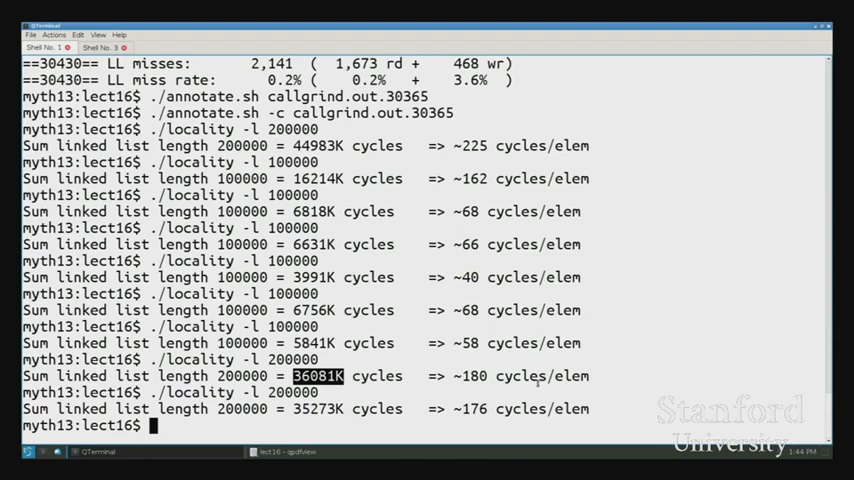 QTerminal
File Actions Edit View Help
Shell No. 1 Shell No. 3
==30430== LL misses: 2,141 ( 1,673 rd + 468 wr)
==30430== LL miss rate: 0.2% ( 0.2% + 3.6% )
myth13:lect16$ ./annotate.sh callgrind.out.30365
myth13:lect16$ ./annotate.sh -c callgrind.out.30365
myth13:lect16$ ./locality -l 200000
Sum linked list length 200000 = 44983K cycles => ~225 cycles/elem
myth13:lect16$ ./locality -l 100000
Sum linked list length 100000 = 16214K cycles => ~162 cycles/elem
myth13:lect16$ ./locality -l 100000
Sum linked list length 100000 = 6818K cycles => ~68 cycles/elem
myth13:lect16$ ./locality -l 100000
Sum linked list length 100000 = 6631K cycles => ~66 cycles/elem
myth13:lect16$ ./locality -l 100000
Sum linked list length 100000 = 3991K cycles => ~40 cycles/elem
myth13:lect16$ ./locality -l 100000
Sum linked list length 100000 = 6756K cycles => ~68 cycles/elem
myth13:lect16$ ./locality -l 100000
Sum linked list length 100000 = 5841K cycles => ~58 cycles/elem
myth13:lect16$ ./locality -l 200000
Sum linked list length 200000 = 36081K cycles => ~180 cycles/elem
myth13:lect16$ ./locality -l 200000
Sum linked list length 200000 = 35273K cycles => ~176 cycles/elem
myth13:lect16$
Stanford
University
QTerminal lect16 - qpdfview 1:44 PM